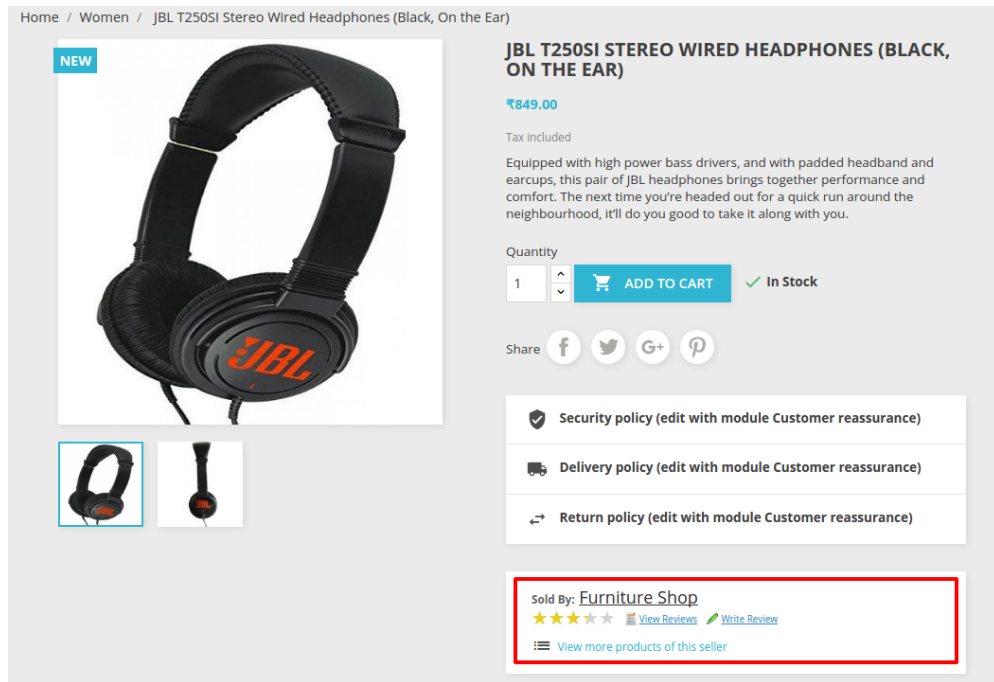 Home / Women / JBL T250SI Stereo Wired Headphones (Black, On the Ear)
NEW
JBL
JBL
JBL
JBL T250SI STEREO WIRED HEADPHONES (BLACK,
ON THE EAR)
₹849.00
Tax included
Equipped with high power bass drivers, and with padded headband and
earcups, this pair of JBL headphones brings together performance and
comfort. The next time you're headed out for a quick run around the
neighbourhood, it'll do you good to take it along with you.
Quantity
1
ADD TO CART
In Stock
Share
Security policy (edit with module Customer reassurance)
Delivery policy (edit with module Customer reassurance)
Return policy (edit with module Customer reassurance)
Sold By: Furniture Shop
View Reviews Write Review
View more products of this seller